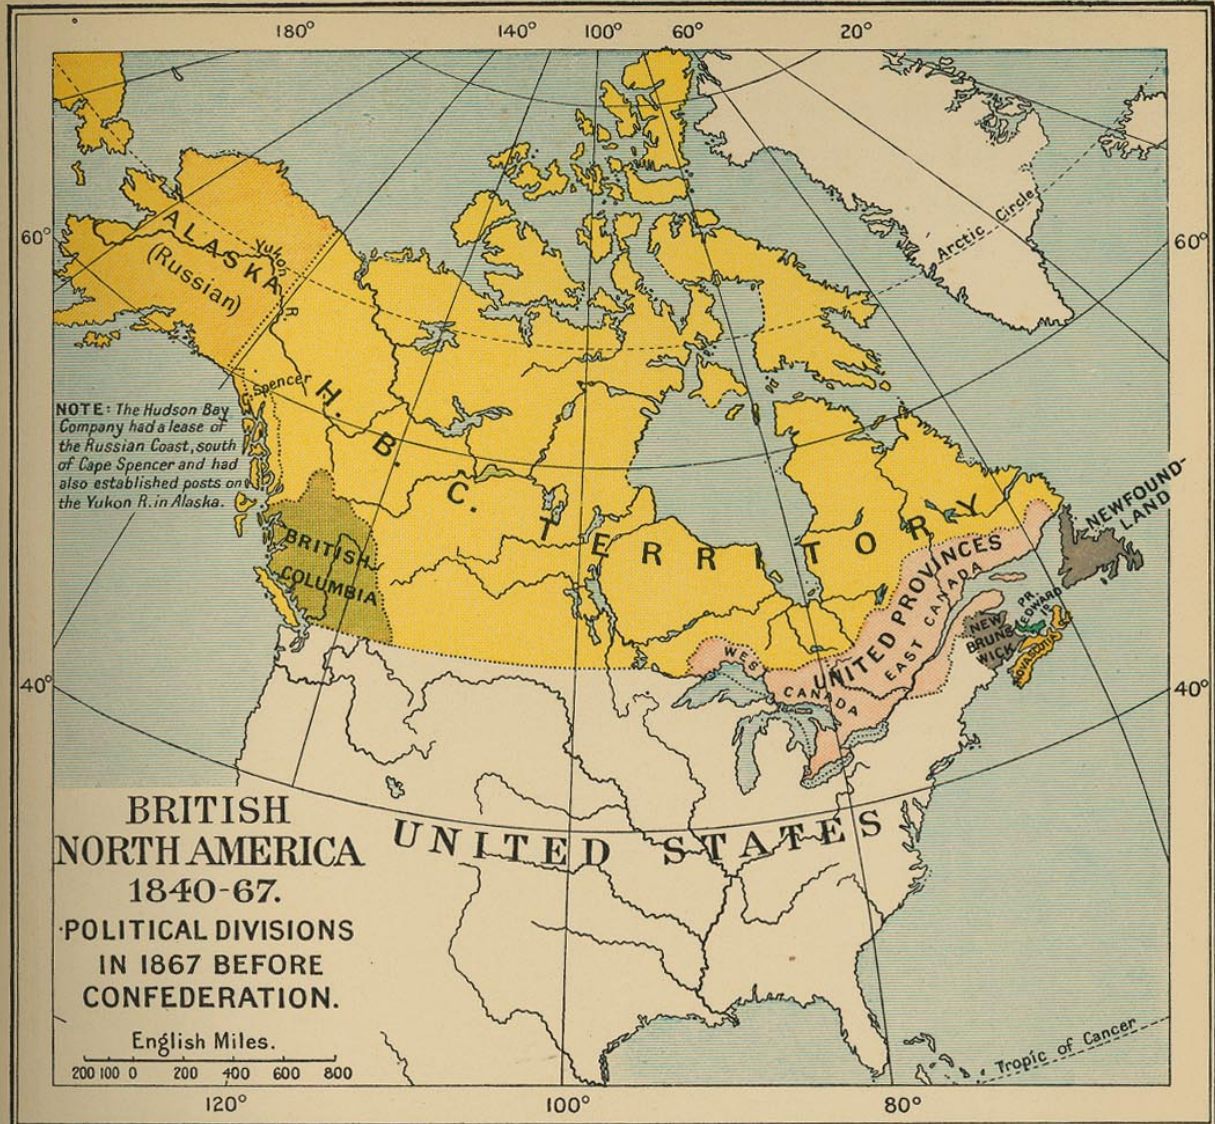 180°
140°
100°
60°
20°
60°
60°
40°
40°
Arctic Circle
ALASKA
(Russian)
Yukon
R.
C. Spencer
NOTE: The Hudson Bay
Company had a lease of
the Russian Coast, south
of Cape Spencer and had
also established posts on
the Yukon R. in Alaska.
H. B. C. TERRITORY
BRITISH
COLUMBIA
NEWFOUND-
LAND
UNITED PROVINCES
EAST CANADA
WEST
CANADA
PR.
EDWARD
NEW
BRUNS
WICK
NOVA SCOTIA
UNITED STATES
BRITISH
NORTH AMERICA
1840-67.
POLITICAL DIVISIONS
IN 1867 BEFORE
CONFEDERATION.
English Miles.
200 100 0 200 400 600 800
Tropic of Cancer
120°
100°
80°